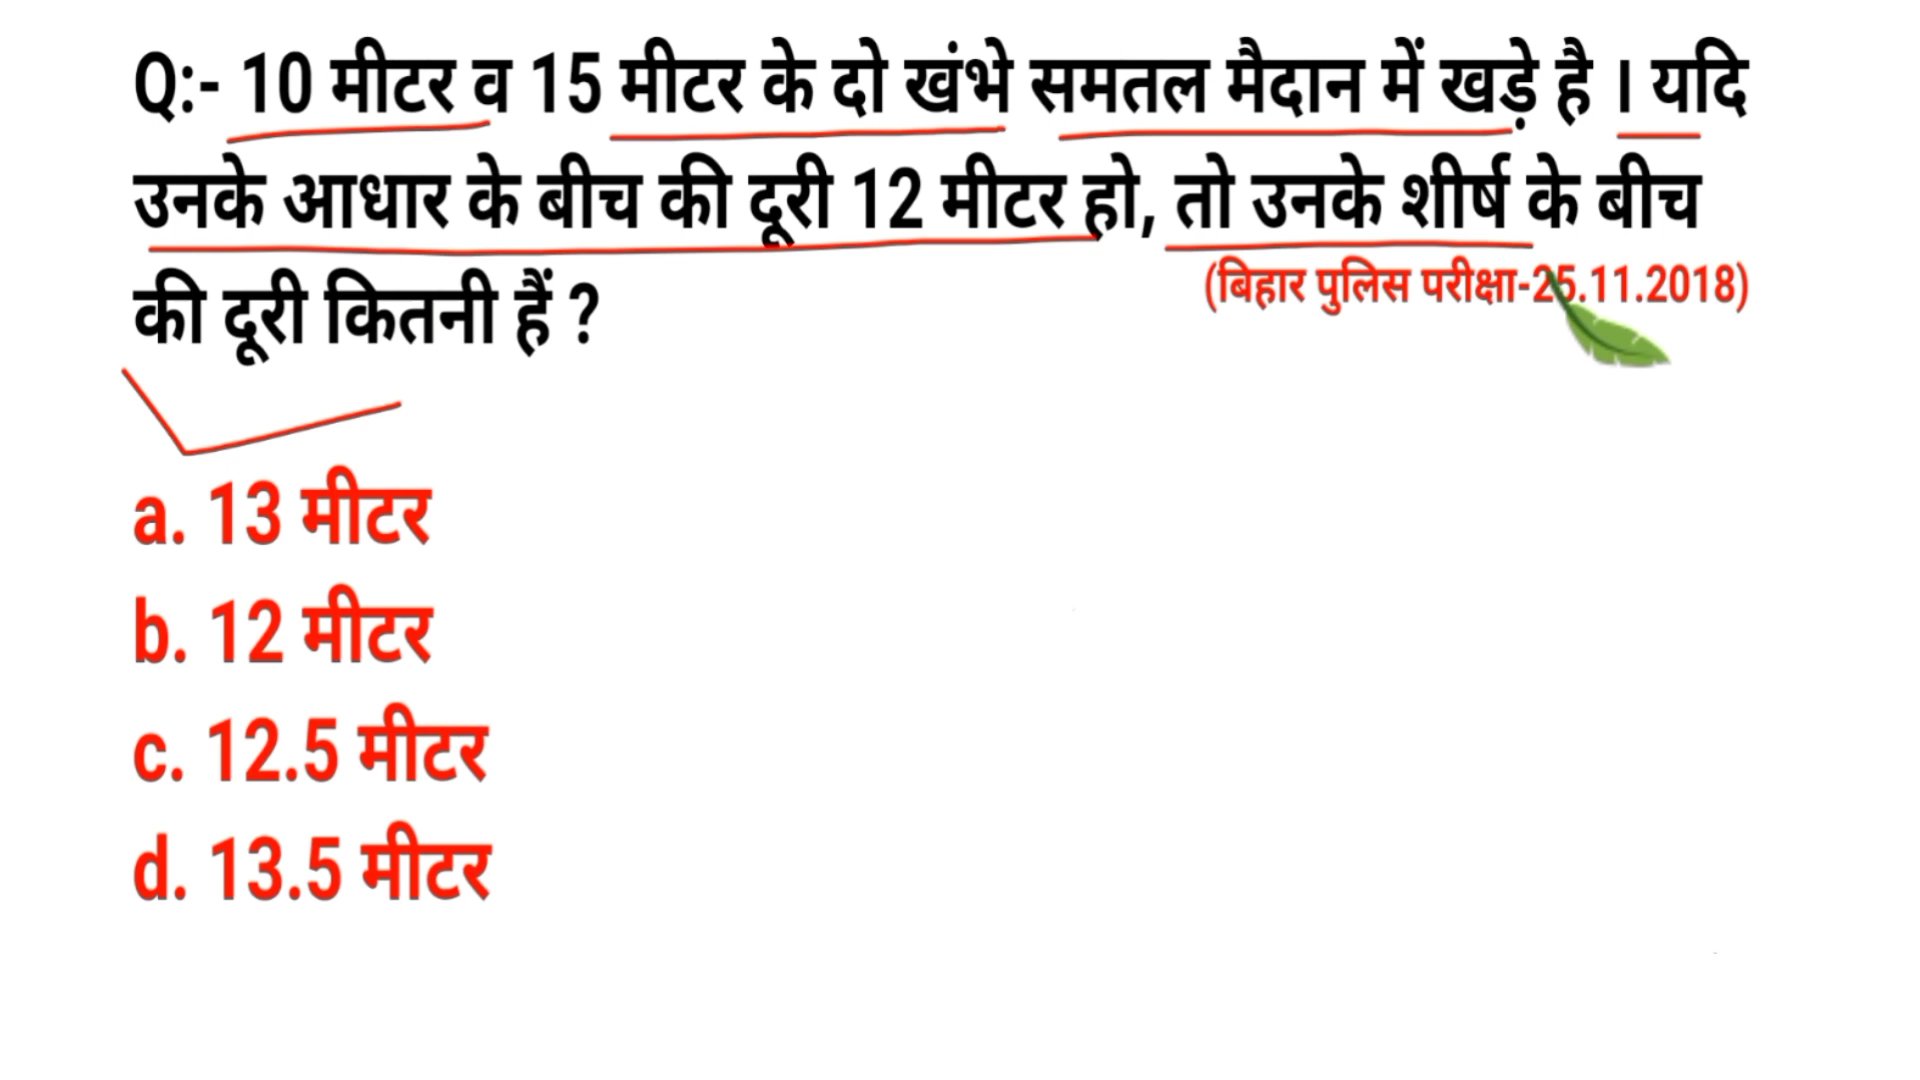 Q:- 10 मीटर व 15 मीटर के दो खंभे समतल मैदान में खड़े है । यदि
उनके आधार के बीच की दूरी 12 मीटर हो, तो उनके शीर्ष के बीच
की दूरी कितनी हैं ?
(बिहार पुलिस परीक्षा-25.11.2018)
a. 13 मीटर
b. 12 मीटर
c. 12.5 मीटर
d. 13.5 मीटर